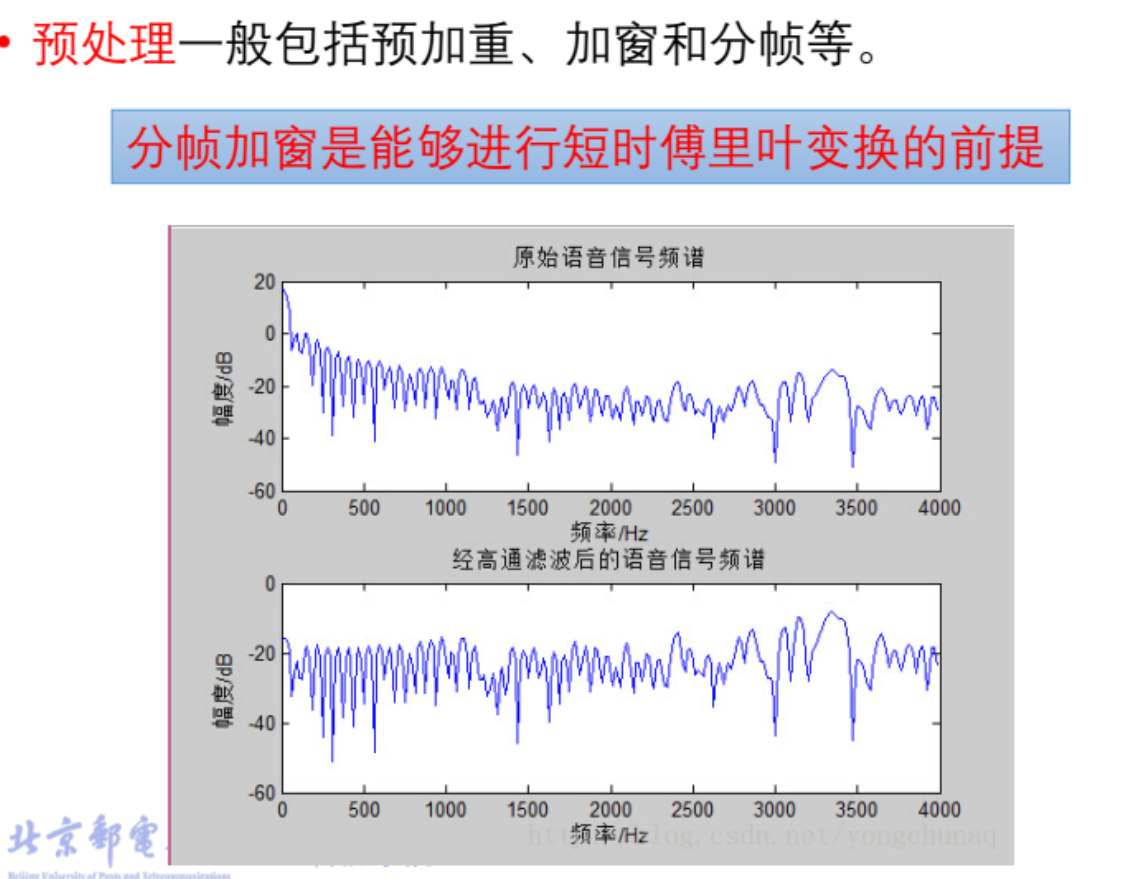 • 预处理一般包括预加重、加窗和分帧等。
分帧加窗是能够进行短时傅里叶变换的前提
原始语音信号频谱
20
0
-20
-40
-60
幅度/dB
0 500 1000 1500 2000 2500 3000 3500 4000
频率/Hz
经高通滤波后的语音信号频谱
0
-20
-40
-60
幅度/dB
0 500 1000 1500 2000 2500 3000 3500 4000
频率/Hz
log.csdn.net/yongchunaq
北京郵電
Beijing University of Posts and Telecommunications